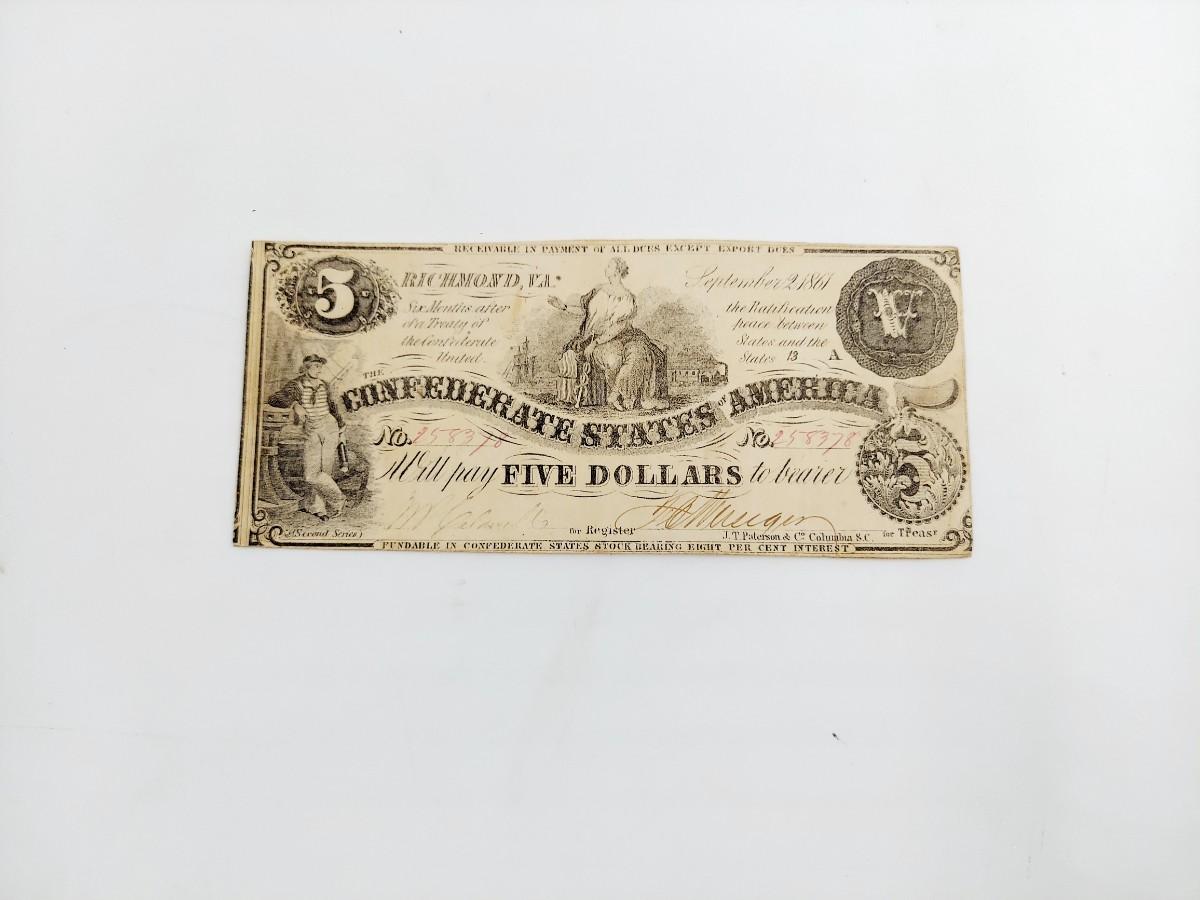 RECEIVABLE IN PAYMENT OF ALL DUES EXCEPT EXPORT DUES
5
RICHMOND, VA.
September 2, 1861
Six Months after
the Ratification
of a Treaty of
peace between
the Confederate
States and the
United
States 13 A
THE
CONFEDERATE STATES OF AMERICA
No. 258378
No. 258378
Will pay FIVE DOLLARS to bearer
5
for Register
for Treasr
(Second Series)
J. T. Paterson & Co Columbia S.C.
FUNDABLE IN CONFEDERATE STATES STOCK BEARING EIGHT PER CENT INTEREST